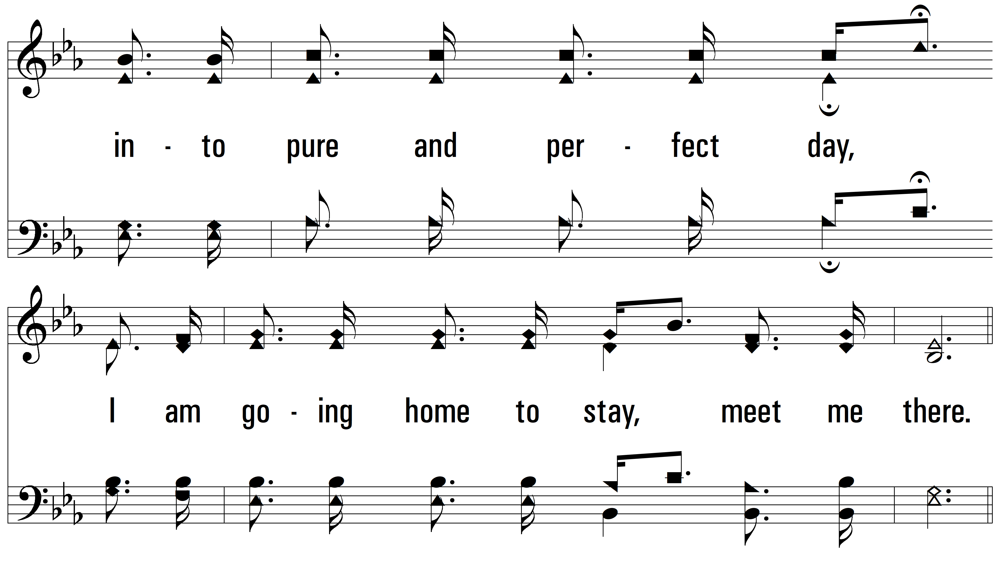 in - to pure and per - fect day,
I am go - ing home to stay, meet me there.